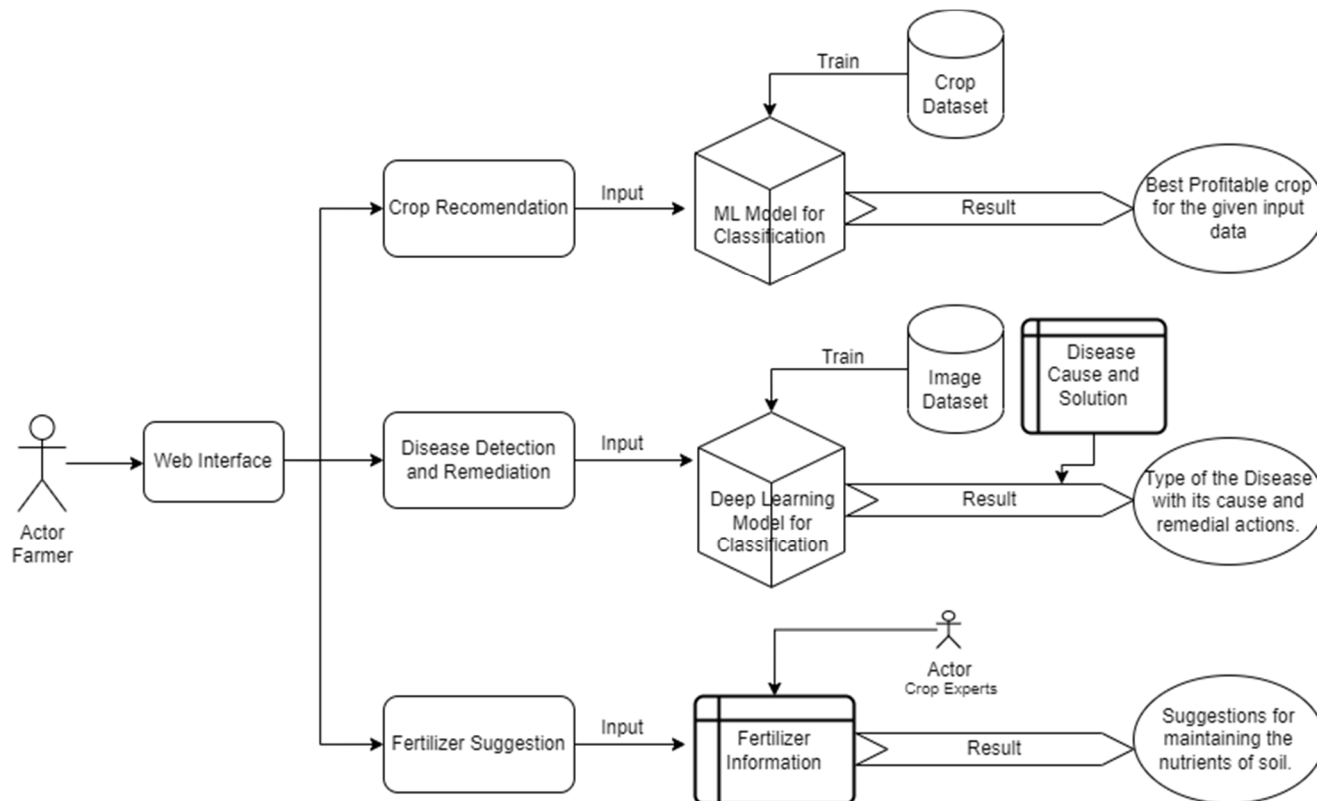 Train
Crop
Dataset
Crop Recomendation
Input
ML Model for
Classification
Result
Best Profitable crop
for the given input
data
Train
Image
Dataset
Disease
Cause and
Solution
Actor
Farmer
Web Interface
Disease Detection
and Remediation
Input
Deep Learning
Model for
Classification
Result
Type of the Disease
with its cause and
remedial actions.
Actor
Crop Experts
Fertilizer Suggestion
Input
Fertilizer
Information
Result
Suggestions for
maintaining the
nutrients of soil.